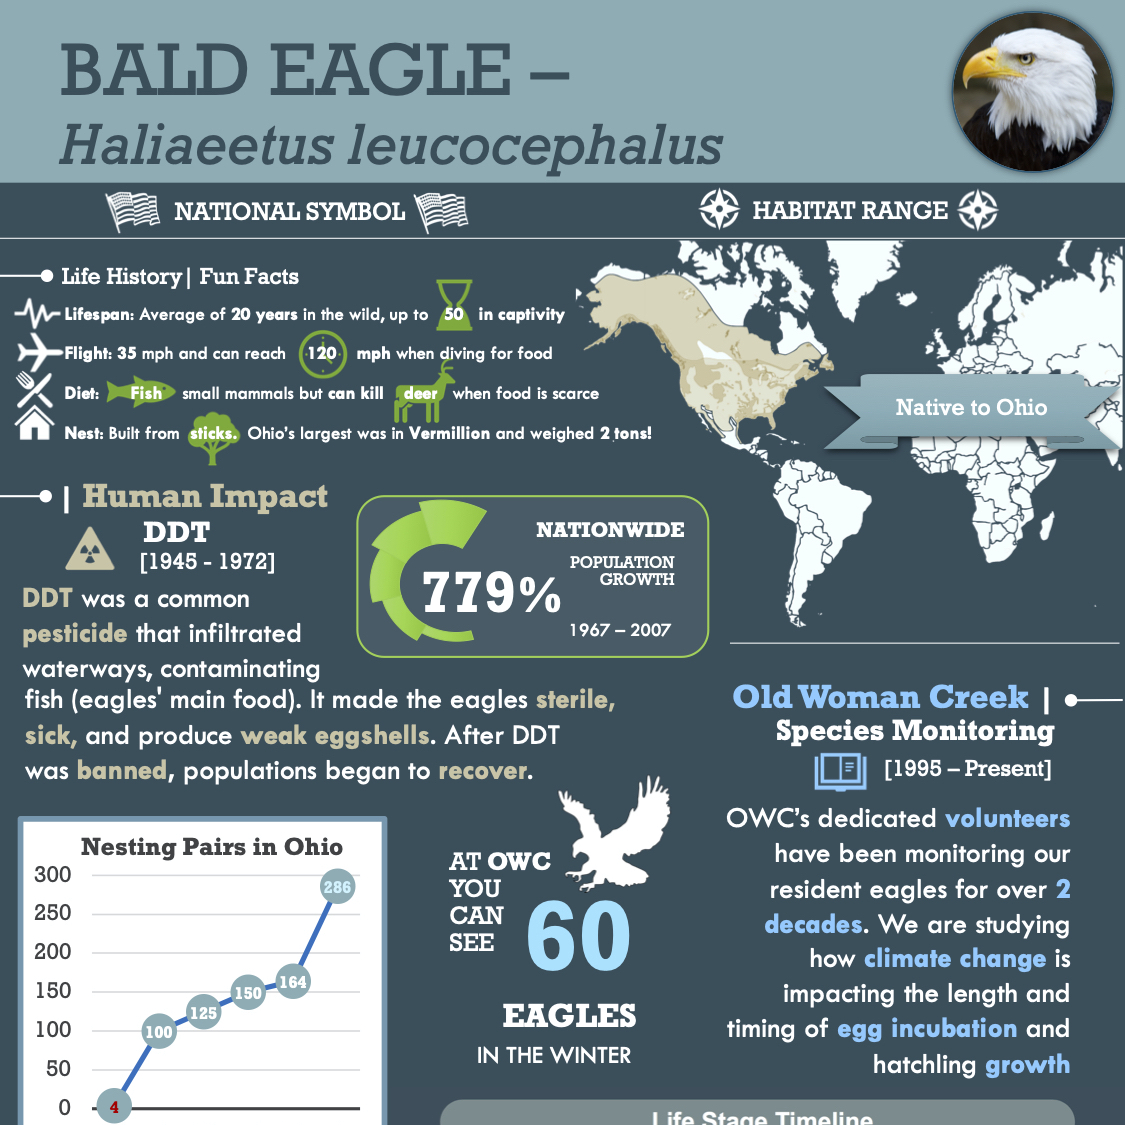 BALD EAGLE –
Haliaeetus leucocephalus
NATIONAL SYMBOL
HABITAT RANGE
Life History| Fun Facts
Lifespan: Average of 20 years in the wild, up to 50 in captivity
Flight: 35 mph and can reach 120 mph when diving for food
Diet: Fish small mammals but can kill deer when food is scarce
Nest: Built from sticks. Ohio's largest was in Vermillion and weighed 2 tons!
Native to Ohio
| Human Impact
DDT
[1945 - 1972]
DDT was a common
pesticide that infiltrated
waterways, contaminating
fish (eagles' main food). It made the eagles sterile,
sick, and produce weak eggshells. After DDT
was banned, populations began to recover.
NATIONWIDE
POPULATION
GROWTH
779%
1967 – 2007
Old Woman Creek |
Species Monitoring
[1995 – Present]
OWC's dedicated volunteers
have been monitoring our
resident eagles for over 2
decades. We are studying
how climate change is
impacting the length and
timing of egg incubation and
hatchling growth
Nesting Pairs in Ohio
300
250
200
150
100
50
0
4
100
125
150
164
286
AT OWC
YOU
CAN
SEE
60
EAGLES
IN THE WINTER
Life Stage Timeline